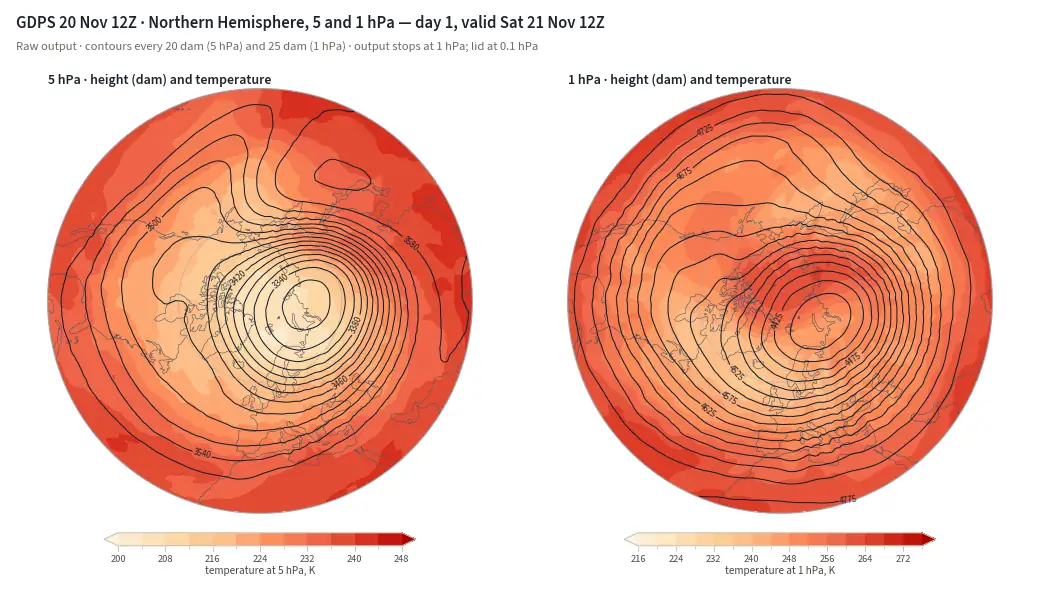 GDPS 20 Nov 12Z · Northern Hemisphere, 5 and 1 hPa — day 1, valid Sat 21 Nov 12Z
Raw output · contours every 20 dam (5 hPa) and 25 dam (1 hPa) · output stops at 1 hPa; lid at 0.1 hPa
5 hPa · height (dam) and temperature
1 hPa · height (dam) and temperature
4725
4675
3600
3580
3420
3340
3380
3460
3540
4425
4475
4525
4575
4625
4775
200 208 216 224 232 240 248
temperature at 5 hPa, K
216 224 232 240 248 256 264 272
temperature at 1 hPa, K